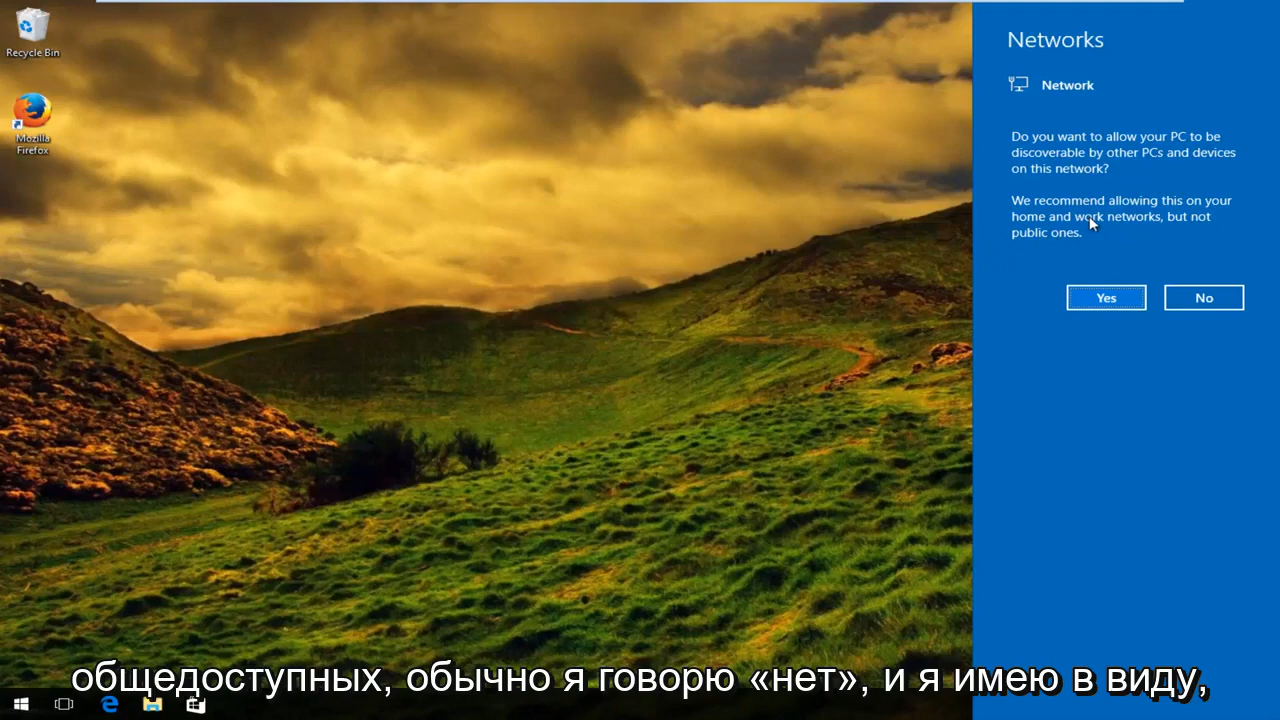 Recycle Bin
Mozilla
Firefox
Networks
Network
Do you want to allow your PC to be
discoverable by other PCs and devices
on this network?
We recommend allowing this on your
home and work networks, but not
public ones.
Yes
No
общедоступных, обычно я говорю «нет», и я имею в виду,